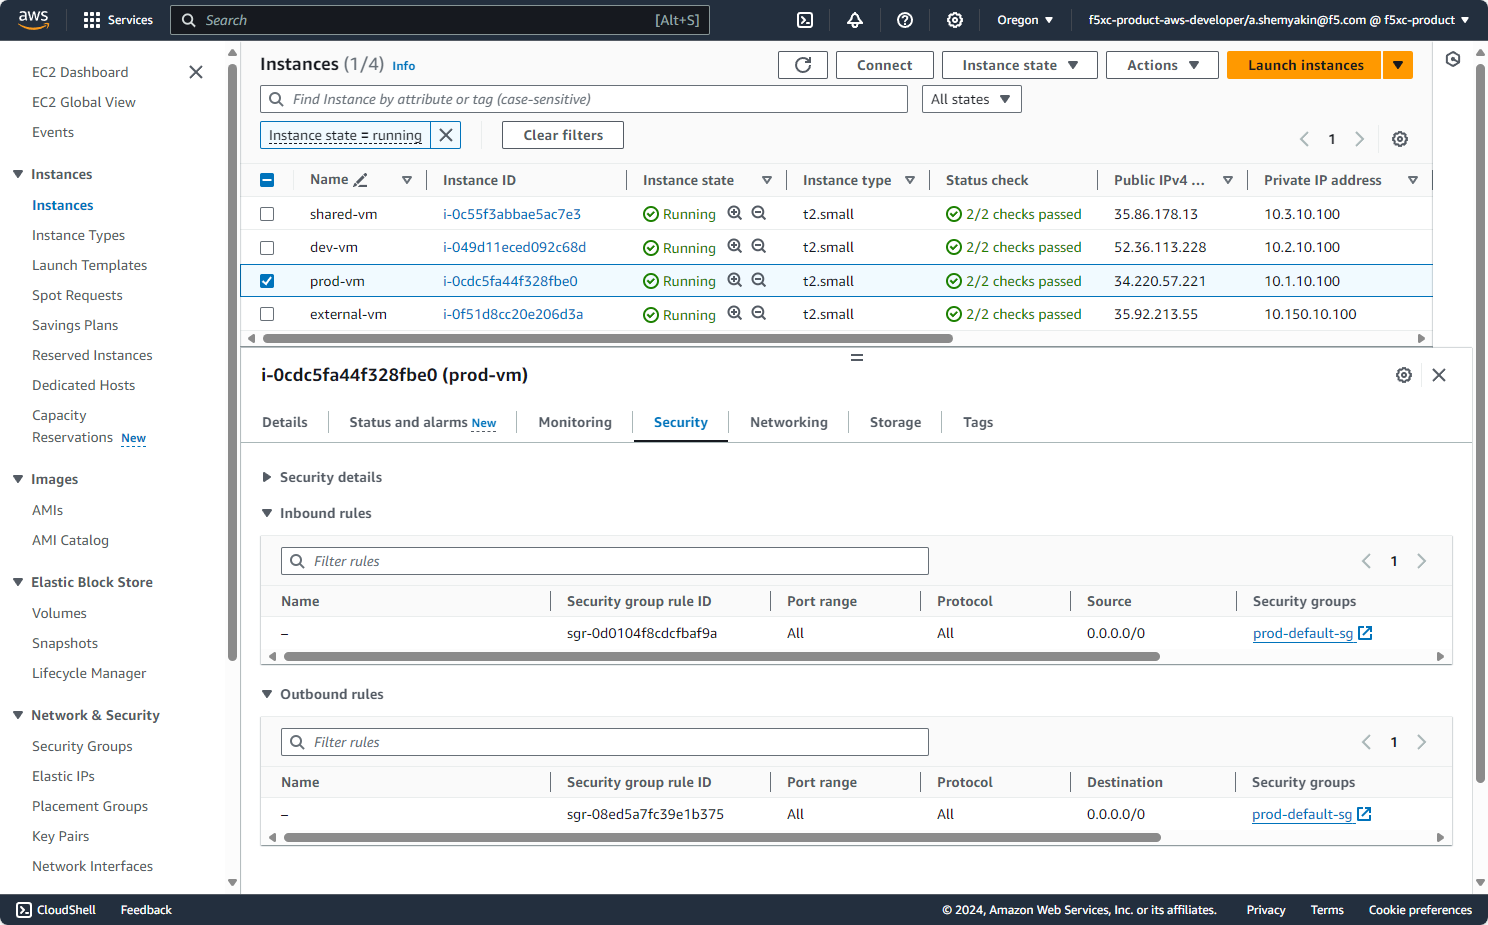 aws Services Search [Alt+S] Oregon f5xc-product-aws-developer/a.shemyakin@f5.com @ f5xc-product
EC2 Dashboard
EC2 Global View
Events
Instances
Instances
Instance Types
Launch Templates
Spot Requests
Savings Plans
Reserved Instances
Dedicated Hosts
Capacity
Reservations New
Images
AMIs
AMI Catalog
Elastic Block Store
Volumes
Snapshots
Lifecycle Manager
Network & Security
Security Groups
Elastic IPs
Placement Groups
Key Pairs
Network Interfaces
Instances (1/4) Info Connect Instance state Actions Launch instances
Find Instance by attribute or tag (case-sensitive) All states
Instance state = running Clear filters 1
Name Instance ID Instance state Instance type Status check Public IPv4 ... Private IP address
shared-vm i-0c55f3abbae5ac7e3 Running t2.small 2/2 checks passed 35.86.178.13 10.3.10.100
dev-vm i-049d11eced092c68d Running t2.small 2/2 checks passed 52.36.113.228 10.2.10.100
prod-vm i-0cdc5fa44f328fbe0 Running t2.small 2/2 checks passed 34.220.57.221 10.1.10.100
external-vm i-0f51d8cc20e206d3a Running t2.small 2/2 checks passed 35.92.213.55 10.150.10.100
i-0cdc5fa44f328fbe0 (prod-vm)
Details Status and alarms New Monitoring Security Networking Storage Tags
Security details
Inbound rules
Filter rules 1
Name Security group rule ID Port range Protocol Source Security groups
– sgr-0d0104f8cdcfbaf9a All All 0.0.0.0/0 prod-default-sg
Outbound rules
Filter rules 1
Name Security group rule ID Port range Protocol Destination Security groups
– sgr-08ed5a7fc39e1b375 All All 0.0.0.0/0 prod-default-sg
CloudShell Feedback © 2024, Amazon Web Services, Inc. or its affiliates. Privacy Terms Cookie preferences